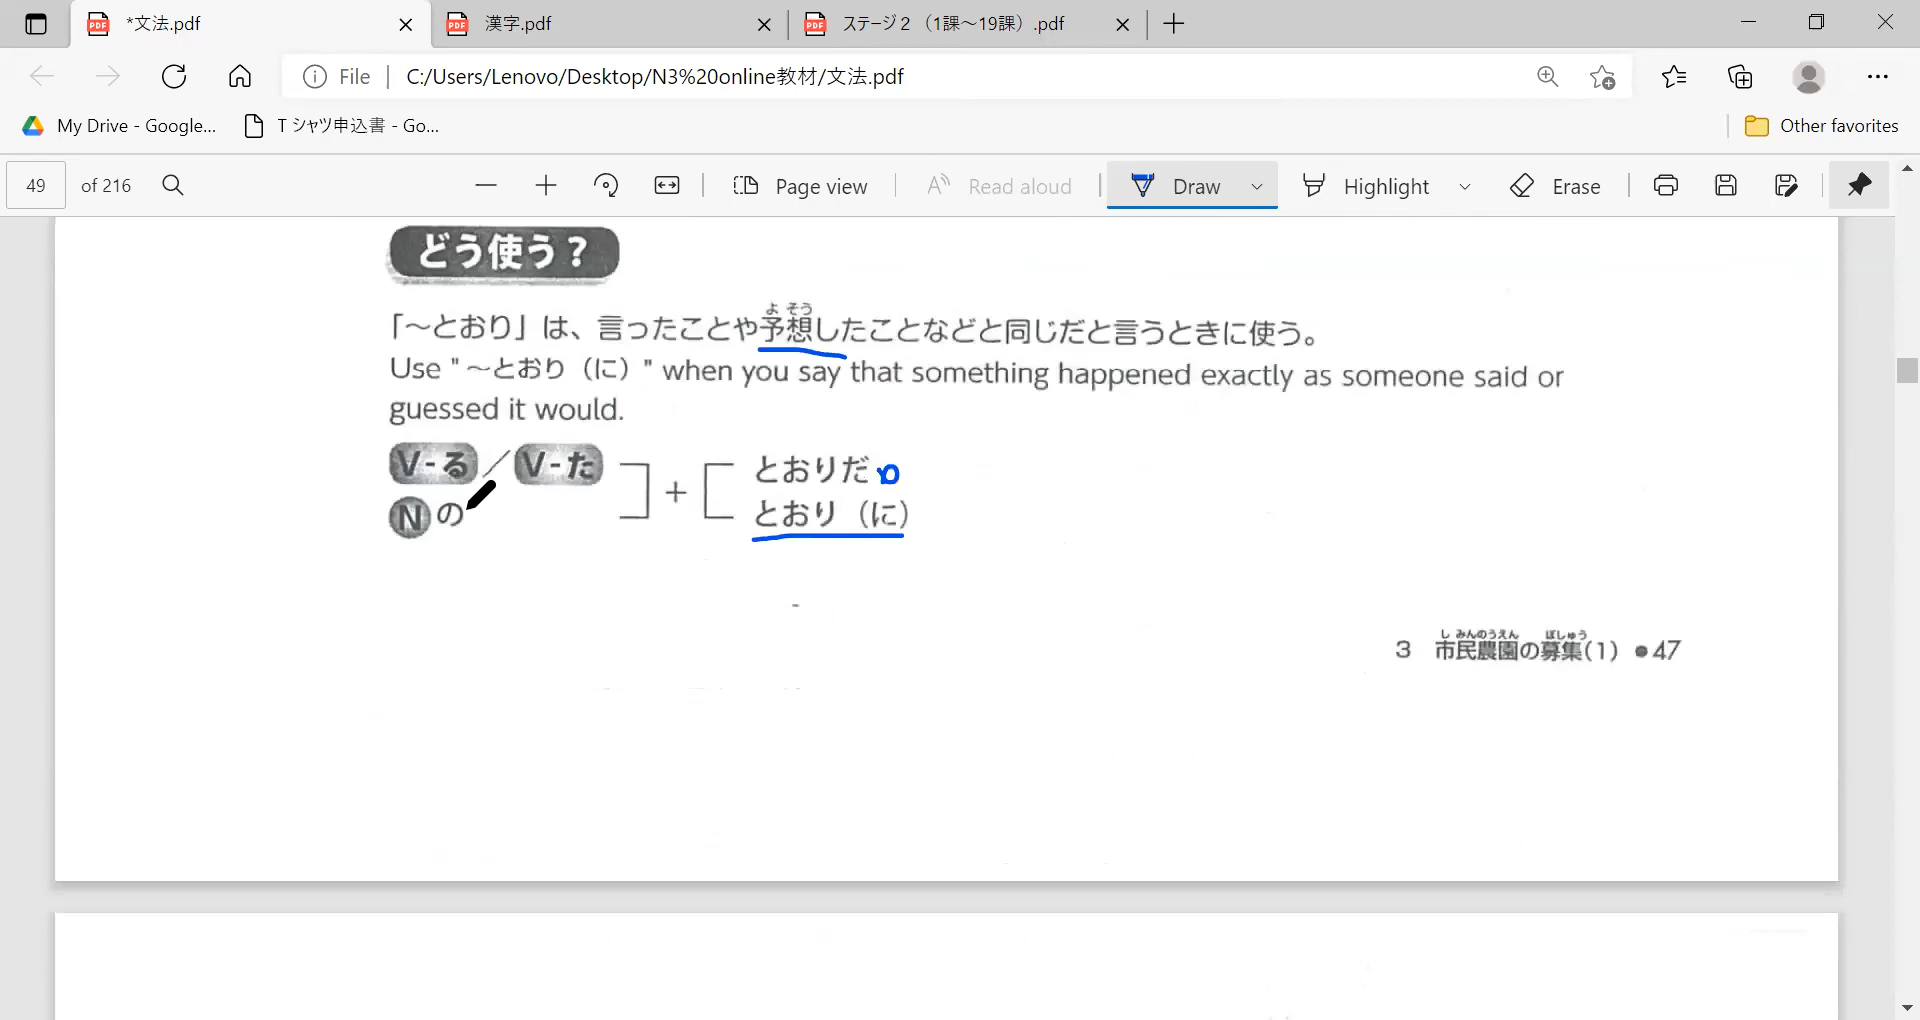 *文法.pdf
漢字.pdf
ステージ2（1課～19課）.pdf
File
C:/Users/Lenovo/Desktop/N3%20online教材/文法.pdf
My Drive - Google...
Tシャツ申込書 - Go...
Other favorites
49
of 216
Page view
Read aloud
Draw
Highlight
Erase
どう使う？
よ そう
「～とおり」は、言ったことや予想したことなどと同じだと言うときに使う。
Use "～とおり（に）" when you say that something happened exactly as someone said or
guessed it would.
V-る／V-た
Nの
+
とおりだ
とおり（に）
し みんのうえん ぼしゅう
3 市民農園の募集(1) ●47